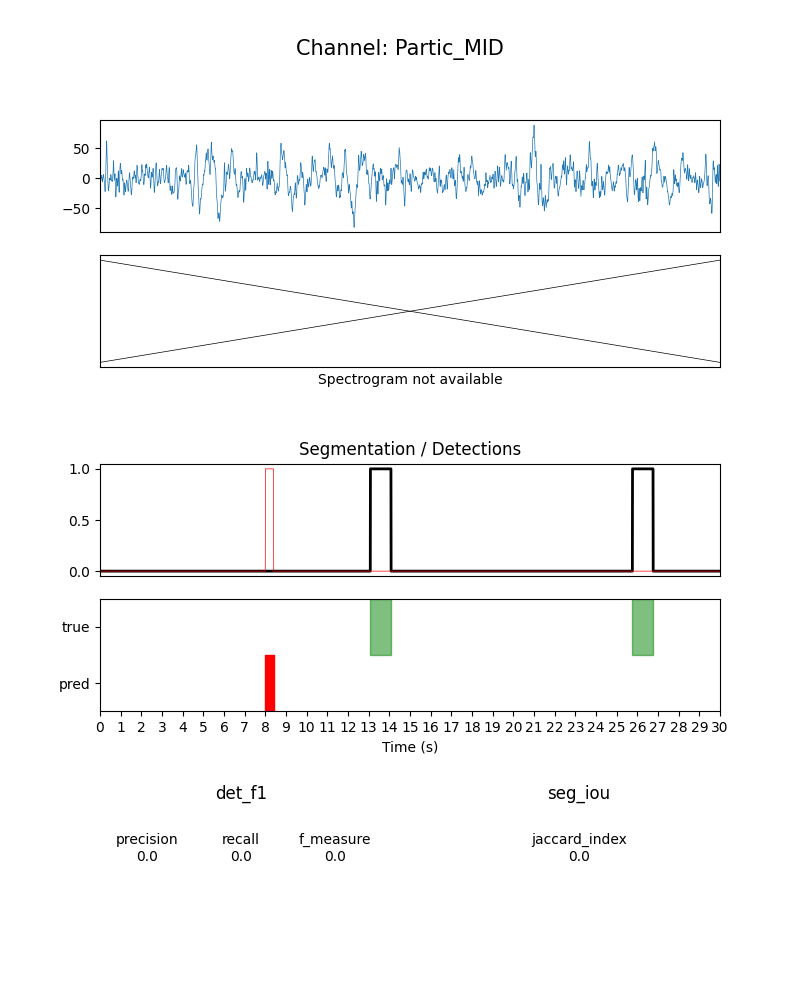 Channel: Partic_MID
50
0
−50
Spectrogram not available
Segmentation / Detections
1.0
0.5
0.0
true
pred
0 1 2 3 4 5 6 7 8 9 10 11 12 13 14 15 16 17 18 19 20 21 22 23 24 25 26 27 28 29 30
Time (s)
det_f1 seg_iou
precision recall f_measure jaccard_index
0.0 0.0 0.0 0.0